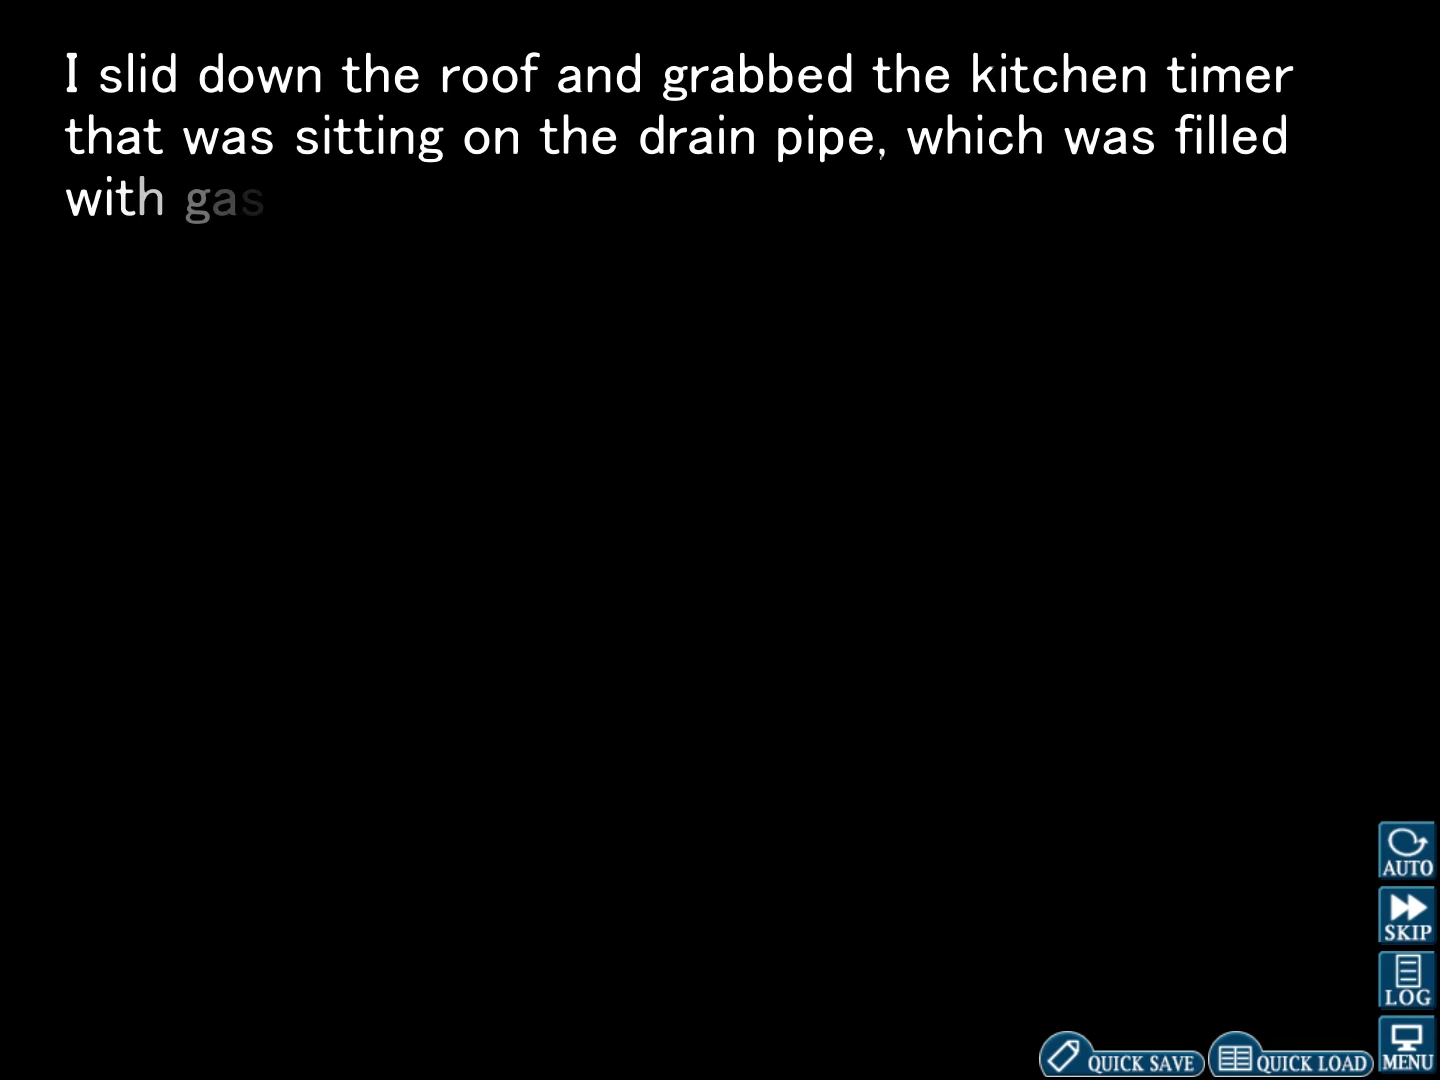 I slid down the roof and grabbed the kitchen timer
that was sitting on the drain pipe, which was filled
with gas
AUTO
SKIP
LOG
QUICK SAVE
QUICK LOAD
MENU